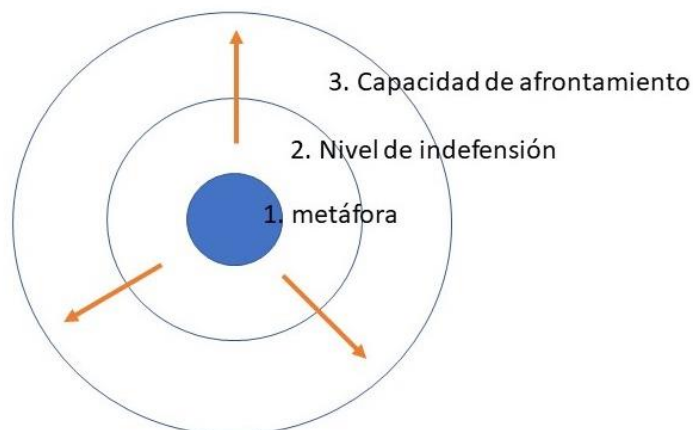 3. Capacidad de afrontamiento
2. Nivel de indefensión
1. metáfora